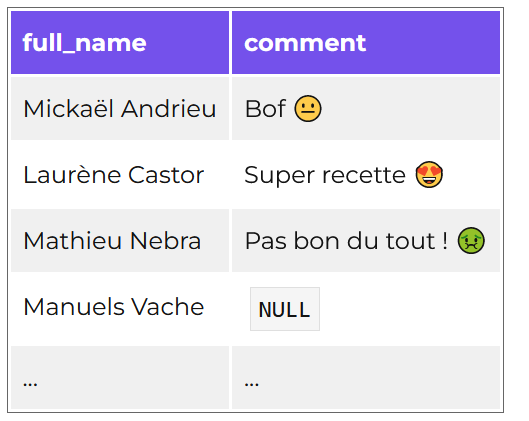 full_name comment
Mickaël Andrieu Bof 😐
Laurène Castor Super recette 😍
Mathieu Nebra Pas bon du tout ! 🤢
Manuels Vache NULL
... ...